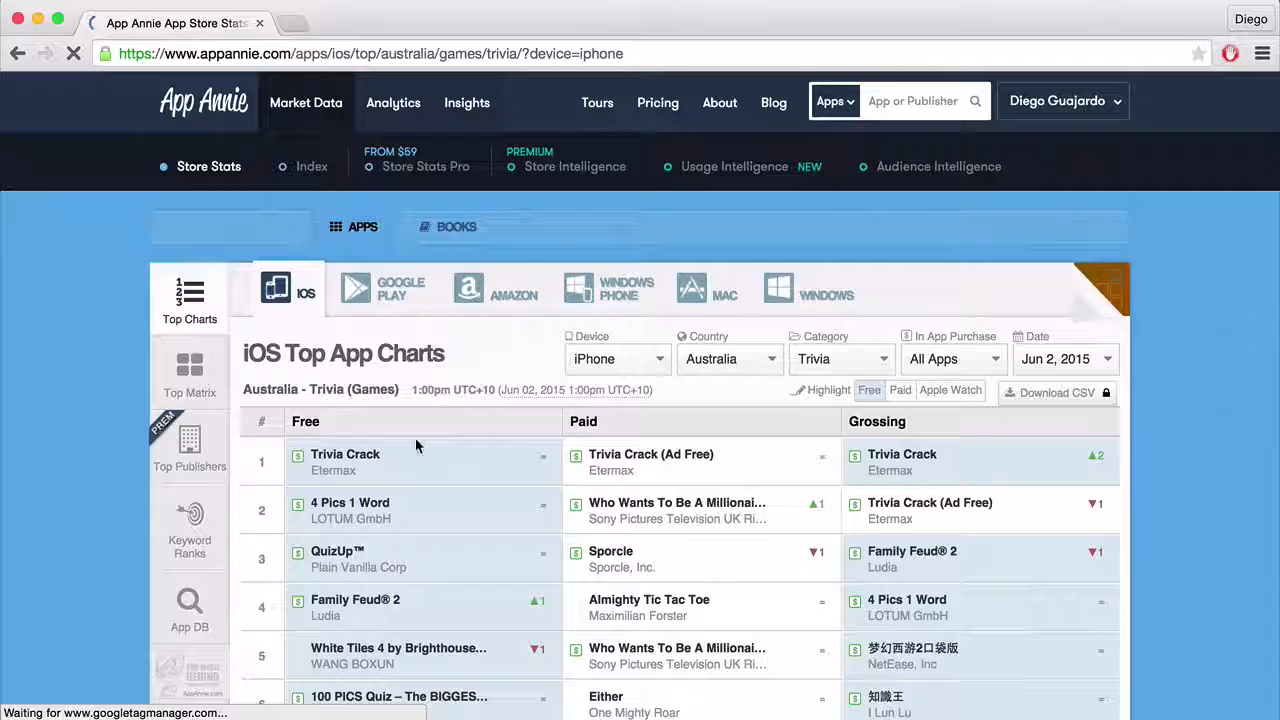 App Annie App Store Stats
Diego
https://www.appannie.com/apps/ios/top/australia/games/trivia/?device=iphone
App Annie
Market Data
Analytics
Insights
Tours
Pricing
About
Blog
Apps
App or Publisher
Diego Guajardo
Store Stats
Index
FROM $59
Store Stats Pro
PREMIUM
Store Intelligence
Usage Intelligence NEW
Audience Intelligence
APPS
BOOKS
123
Top Charts
IOS
GOOGLE
PLAY
AMAZON
WINDOWS
PHONE
MAC
WINDOWS
Top Matrix
PREM
Top Publishers
Keyword
Ranks
App DB
AppAnnie.com
iOS Top App Charts
Device
iPhone
Country
Australia
Category
Trivia
In App Purchase
All Apps
Date
Jun 2, 2015
Australia - Trivia (Games) 1:00pm UTC+10 (Jun 02, 2015 1:00pm UTC+10)
Highlight Free Paid Apple Watch
Download CSV
# Free Paid Grossing
1
$ Trivia Crack =
Etermax
$ Trivia Crack (Ad Free) =
Etermax
$ Trivia Crack ▲2
Etermax
2
$ 4 Pics 1 Word =
LOTUM GmbH
$ Who Wants To Be A Millionai... ▲1
Sony Pictures Television UK Ri...
$ Trivia Crack (Ad Free) ▼1
Etermax
3
$ QuizUp™ =
Plain Vanilla Corp
$ Sporcle ▼1
Sporcle, Inc.
$ Family Feud® 2 ▼1
Ludia
4
$ Family Feud® 2 ▲1
Ludia
Almighty Tic Tac Toe =
Maximilian Forster
$ 4 Pics 1 Word =
LOTUM GmbH
5
White Tiles 4 by Brighthouse... ▼1
WANG BOXUN
$ Who Wants To Be A Millionai... =
Sony Pictures Television UK Ri...
$ 梦幻西游2口袋版 =
NetEase, Inc
$ 100 PICS Quiz – The BIGGES... =
Either =
One Mighty Roar
$ 知識王 =
I Lun Lu
Waiting for www.googletagmanager.com...